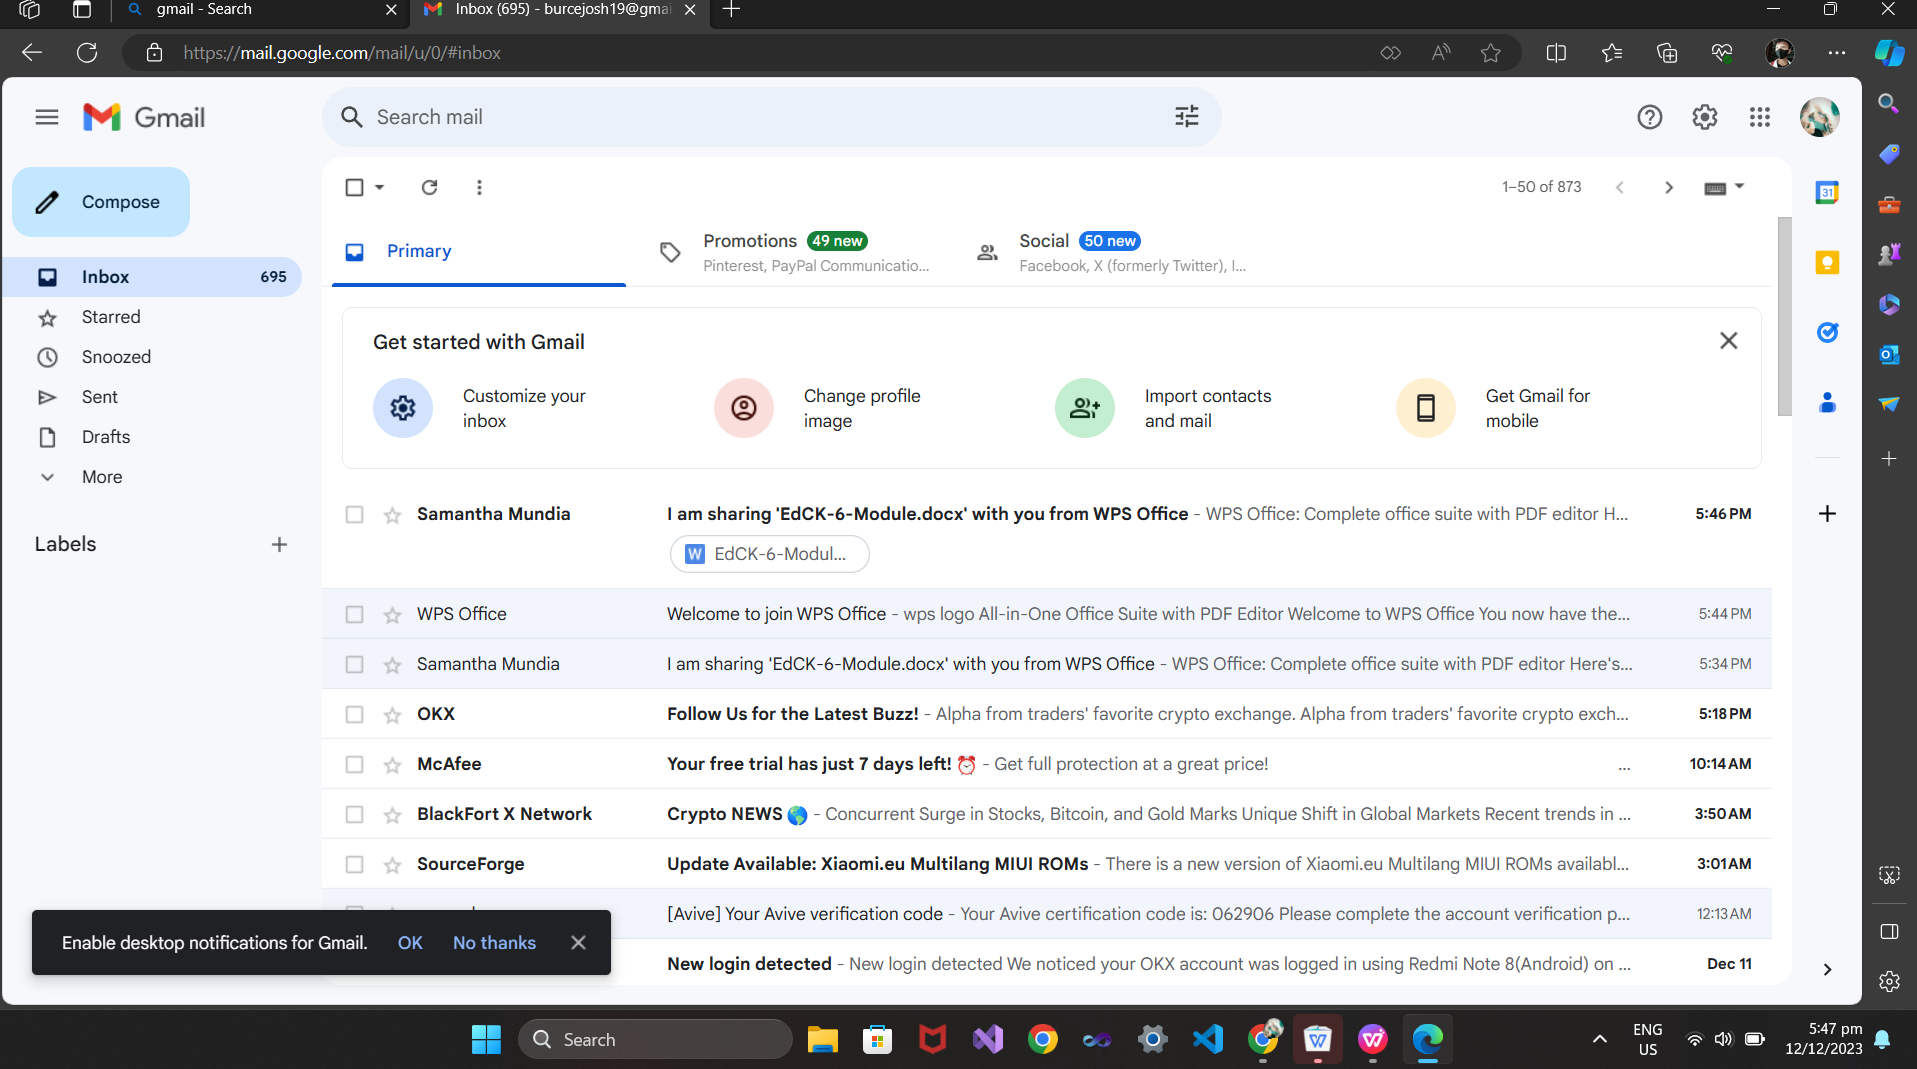 gmail - Search
Inbox (695) - burcejosh19@gmai
https://mail.google.com/mail/u/0/#inbox
Gmail
Search mail
Compose
1–50 of 873
Primary
Promotions 49 new
Pinterest, PayPal Communicatio...
Social 50 new
Facebook, X (formerly Twitter), I...
Inbox 695
Starred
Snoozed
Sent
Drafts
More
Labels
Get started with Gmail
Customize your
inbox
Change profile
image
Import contacts
and mail
Get Gmail for
mobile
Samantha Mundia I am sharing 'EdCK-6-Module.docx' with you from WPS Office - WPS Office: Complete office suite with PDF editor H... 5:46 PM
W EdCK-6-Modul...
WPS Office Welcome to join WPS Office - wps logo All-in-One Office Suite with PDF Editor Welcome to WPS Office You now have the... 5:44 PM
Samantha Mundia I am sharing 'EdCK-6-Module.docx' with you from WPS Office - WPS Office: Complete office suite with PDF editor Here's... 5:34 PM
OKX Follow Us for the Latest Buzz! - Alpha from traders' favorite crypto exchange. Alpha from traders' favorite crypto exch... 5:18 PM
McAfee Your free trial has just 7 days left! ⏰ - Get full protection at a great price! ... 10:14 AM
BlackFort X Network Crypto NEWS 🌎 - Concurrent Surge in Stocks, Bitcoin, and Gold Marks Unique Shift in Global Markets Recent trends in ... 3:50 AM
SourceForge Update Available: Xiaomi.eu Multilang MIUI ROMs - There is a new version of Xiaomi.eu Multilang MIUI ROMs availabl... 3:01 AM
[Avive] Your Avive verification code - Your Avive certification code is: 062906 Please complete the account verification p... 12:13 AM
New login detected - New login detected We noticed your OKX account was logged in using Redmi Note 8(Android) on ... Dec 11
Enable desktop notifications for Gmail. OK No thanks
31
Search
ENG
US
5:47 pm
12/12/2023